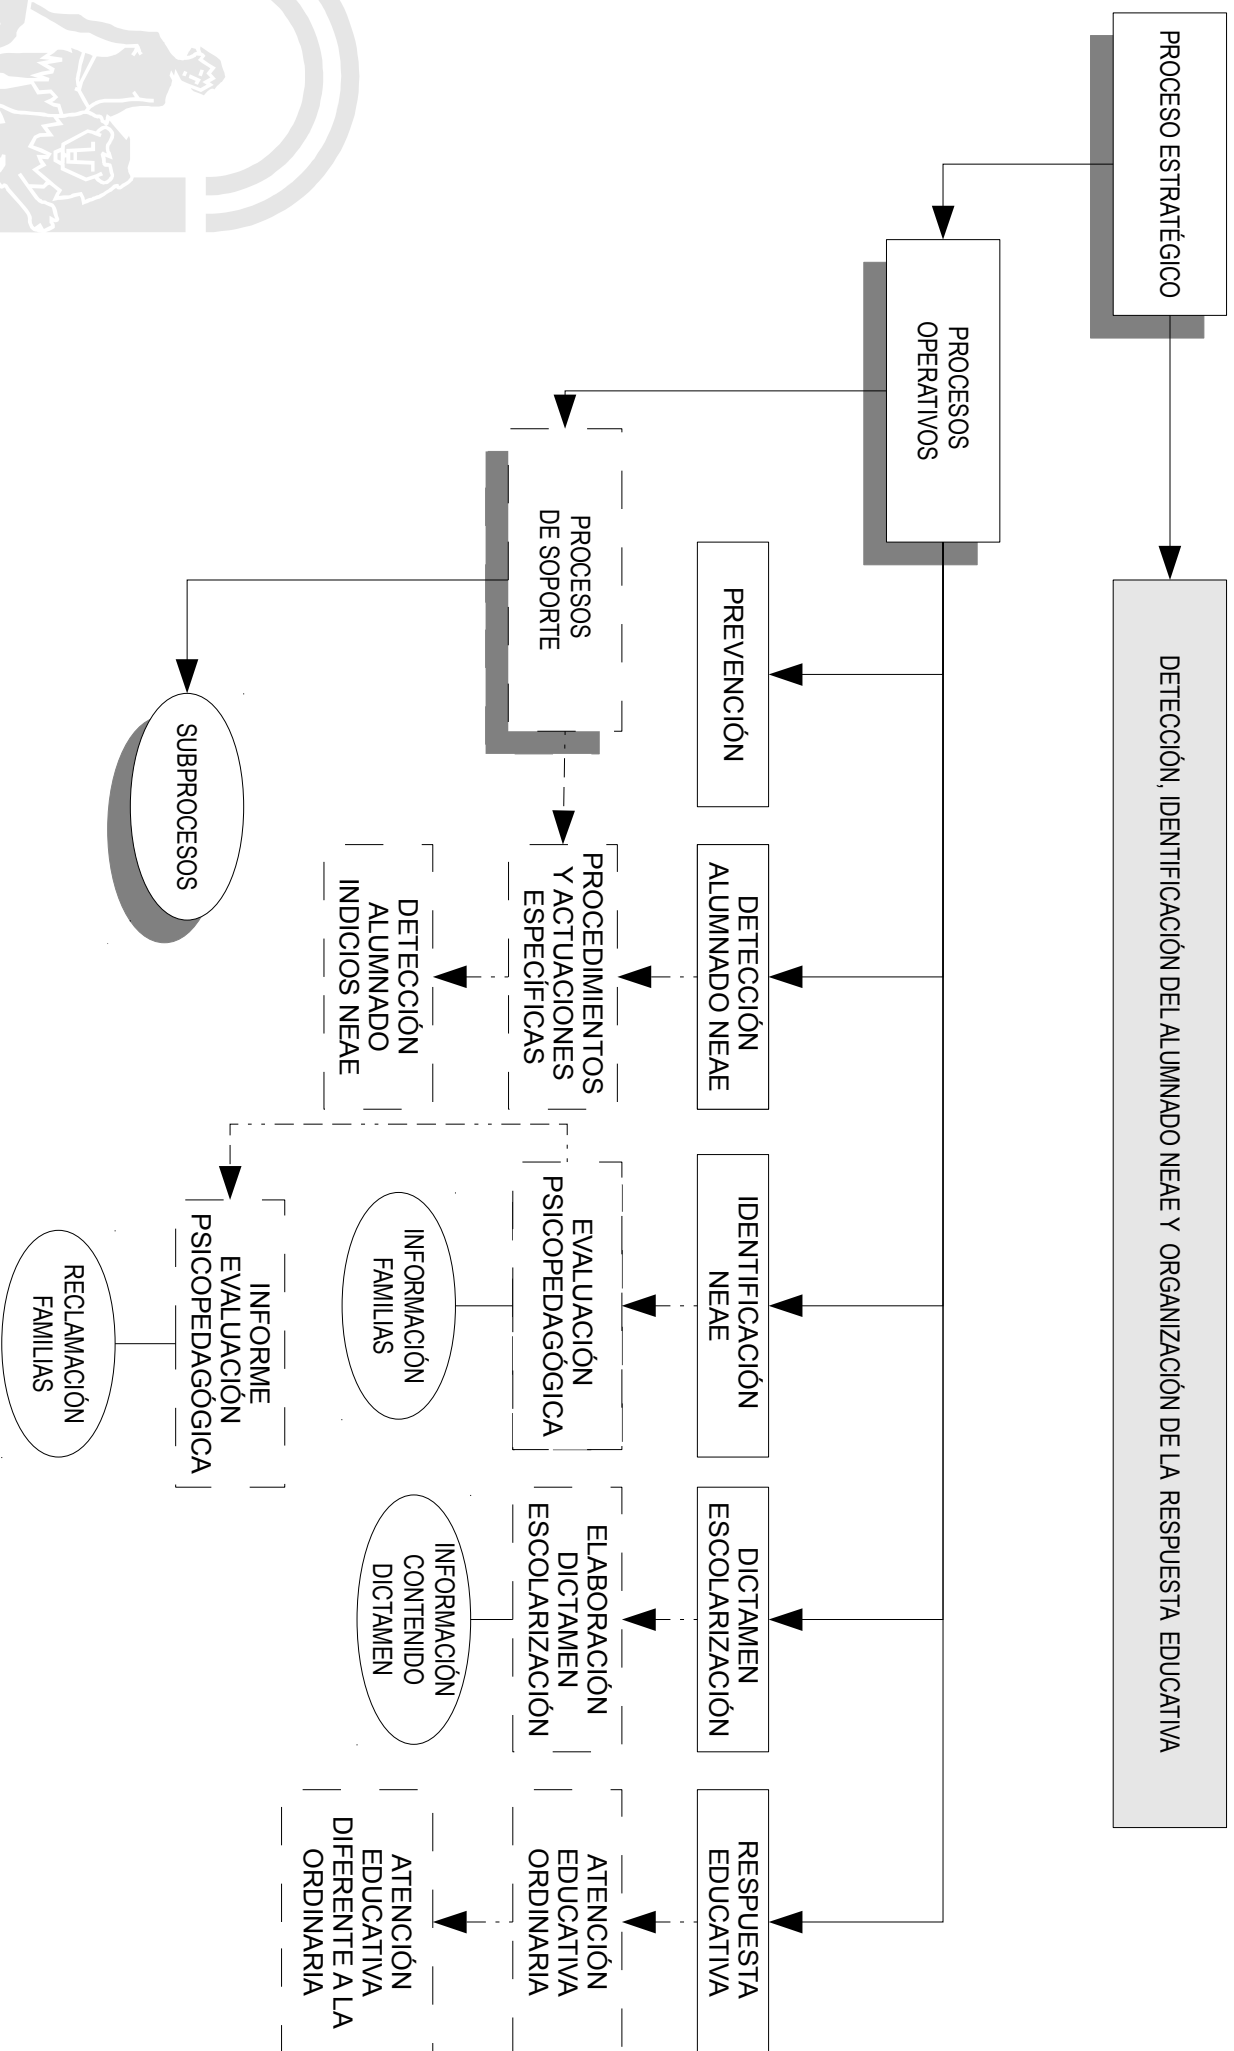 PROCESO ESTRATÉGICO
DETECCIÓN, IDENTIFICACIÓN DEL ALUMNADO NEAE Y ORGANIZACIÓN DE LA RESPUESTA EDUCATIVA
PROCESOS
OPERATIVOS
PREVENCIÓN
DETECCIÓN
ALUMNADO NEAE
IDENTIFICACIÓN
NEAE
DICTAMEN
ESCOLARIZACIÓN
RESPUESTA
EDUCATIVA
PROCESOS
DE SOPORTE
PROCEDIMIENTOS
Y ACTUACIONES
ESPECÍFICAS
EVALUACIÓN
PSICOPEDAGÓGICA
ELABORACIÓN
DICTAMEN
ESCOLARIZACIÓN
ATENCIÓN
EDUCATIVA
ORDINARIA
DETECCIÓN
ALUMNADO
INDICIOS NEAE
INFORMACIÓN
FAMILIAS
INFORMACIÓN
CONTENIDO
DICTAMEN
ATENCIÓN
EDUCATIVA
DIFERENTE A LA
ORDINARIA
SUBPROCESOS
INFORME
EVALUACIÓN
PSICOPEDAGÓGICA
RECLAMACIÓN
FAMILIAS